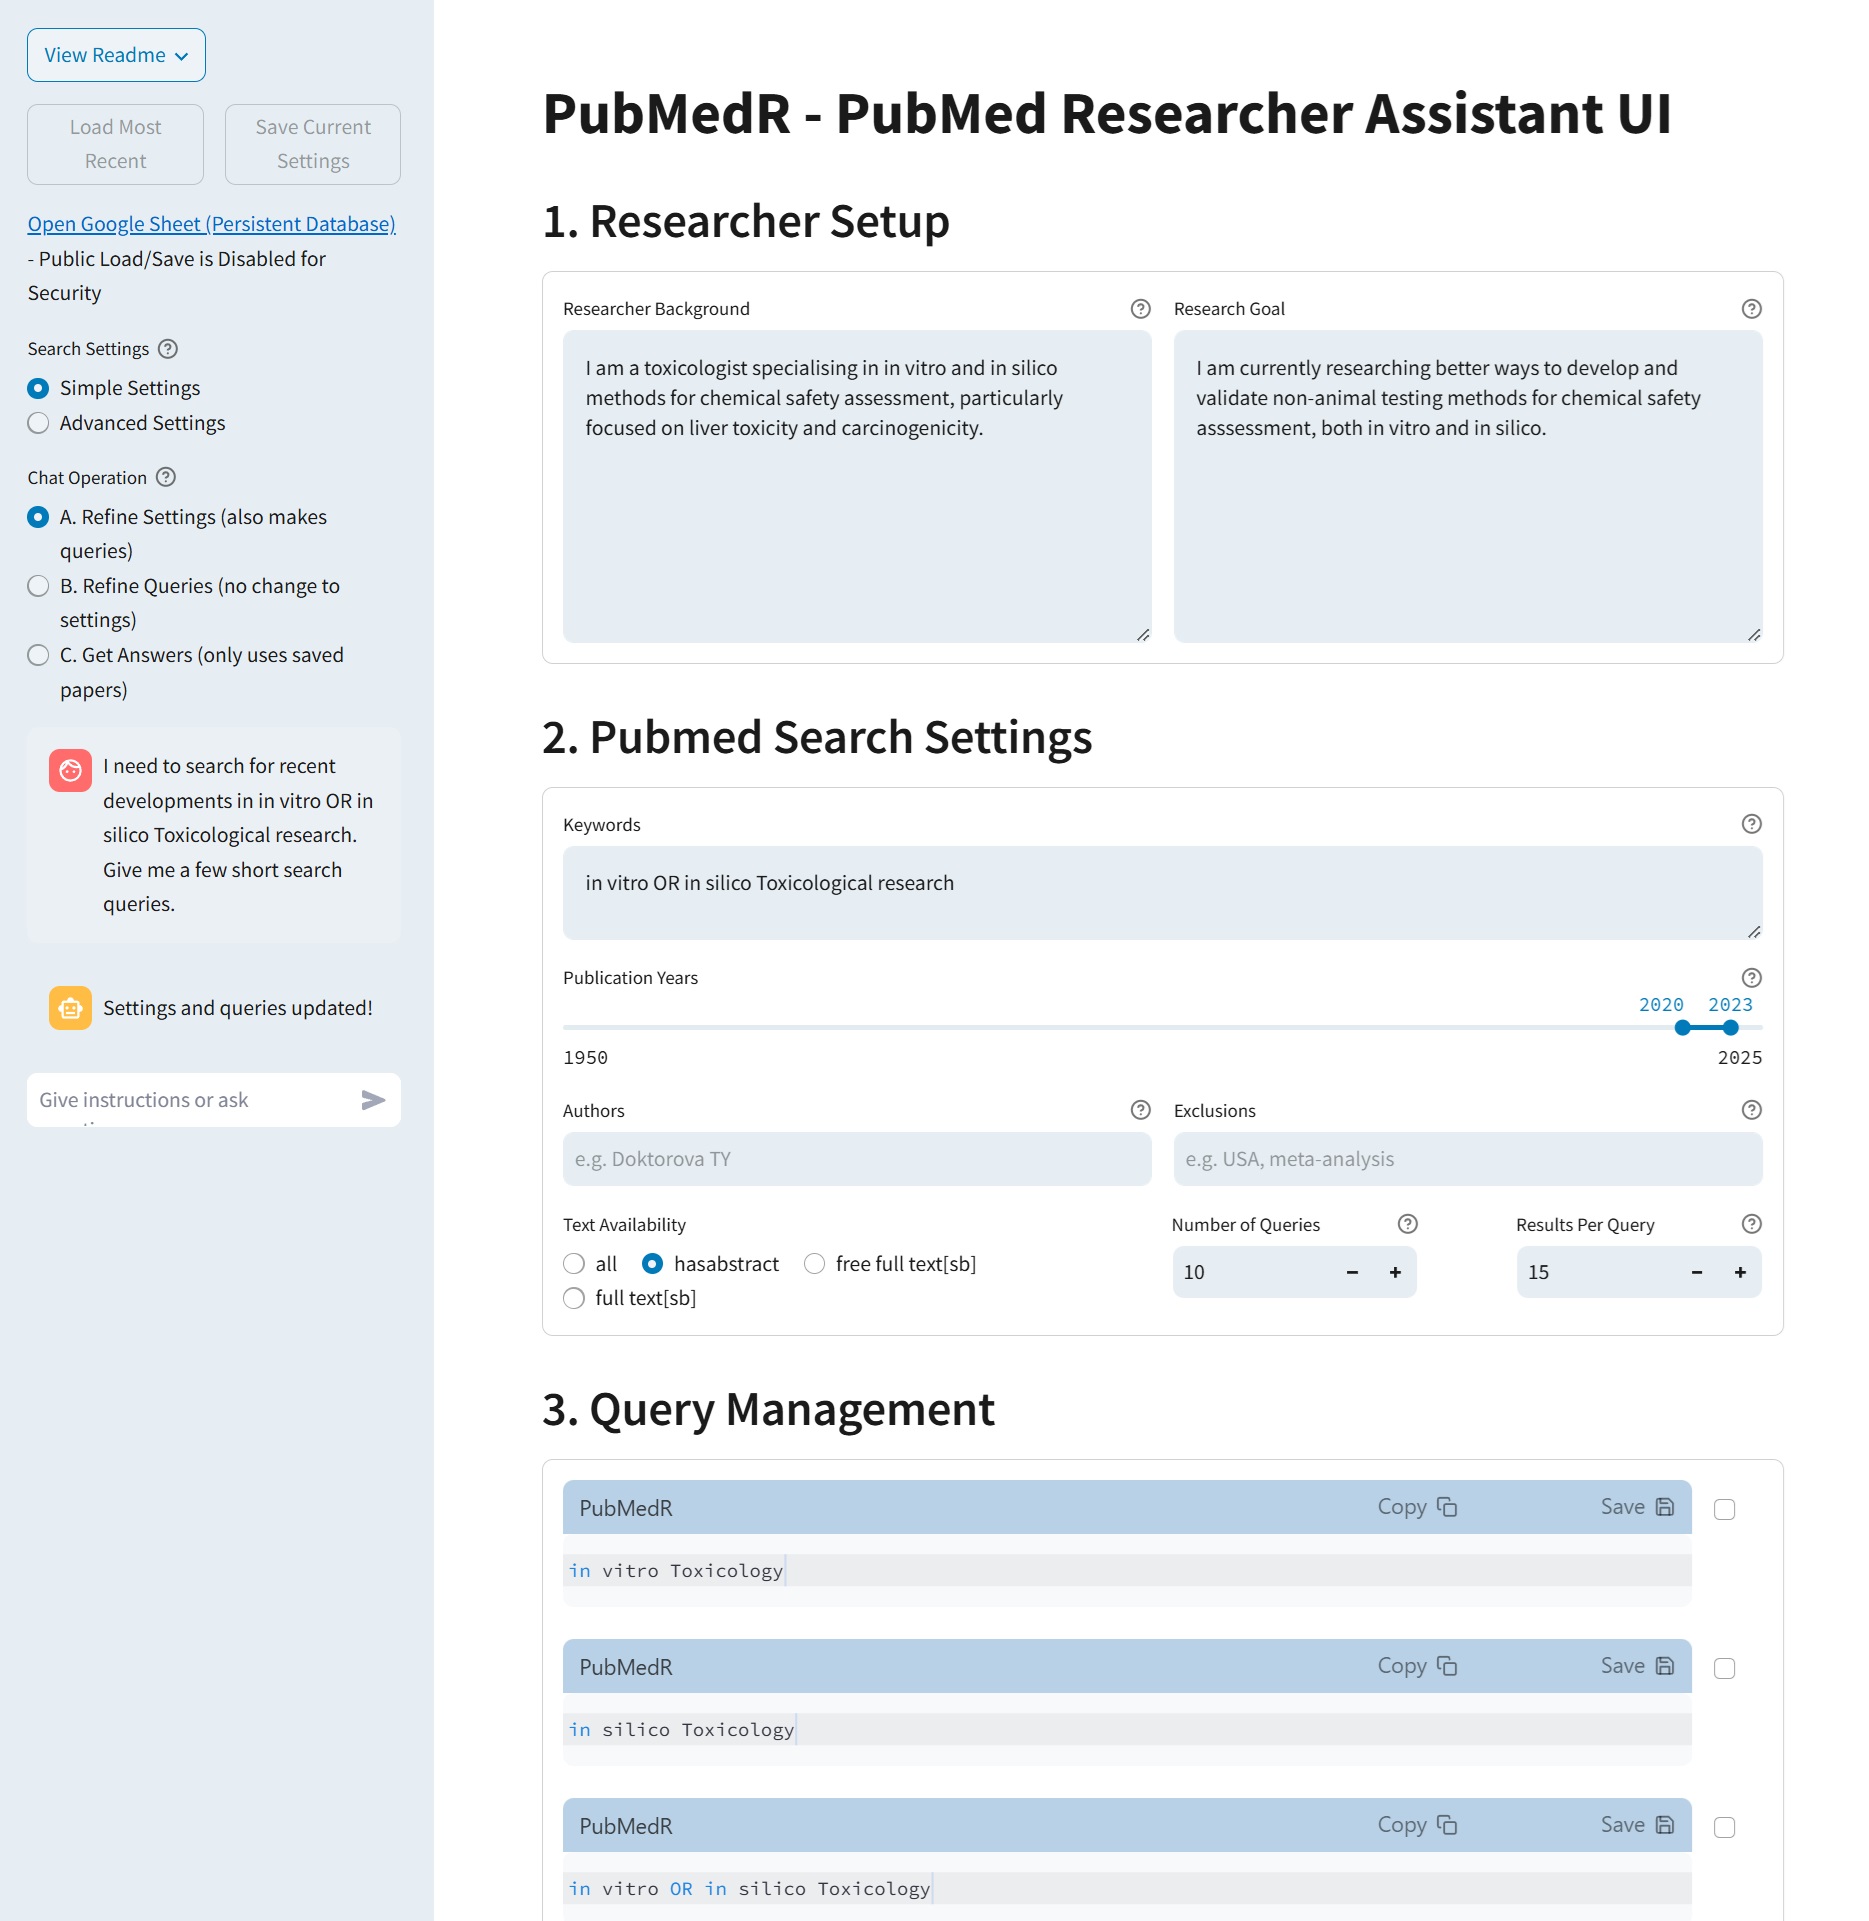 View Readme
Load Most
Recent
Save Current
Settings
Open Google Sheet (Persistent Database)
- Public Load/Save is Disabled for
Security
Search Settings
Simple Settings
Advanced Settings
Chat Operation
A. Refine Settings (also makes
queries)
B. Refine Queries (no change to
settings)
C. Get Answers (only uses saved
papers)
I need to search for recent
developments in in vitro OR in
silico Toxicological research.
Give me a few short search
queries.
Settings and queries updated!
Give instructions or ask
PubMedR - PubMed Researcher Assistant UI
1. Researcher Setup
Researcher Background
I am a toxicologist specialising in in vitro and in silico
methods for chemical safety assessment, particularly
focused on liver toxicity and carcinogenicity.
Research Goal
I am currently researching better ways to develop and
validate non-animal testing methods for chemical safety
asssessment, both in vitro and in silico.
2. Pubmed Search Settings
Keywords
in vitro OR in silico Toxicological research
Publication Years
2020 2023
1950 2025
Authors
e.g. Doktorova TY
Exclusions
e.g. USA, meta-analysis
Text Availability
all hasabstract free full text[sb]
full text[sb]
Number of Queries
10 - +
Results Per Query
15 - +
3. Query Management
PubMedR Copy Save
in vitro Toxicology
PubMedR Copy Save
in silico Toxicology
PubMedR Copy Save
in vitro OR in silico Toxicology